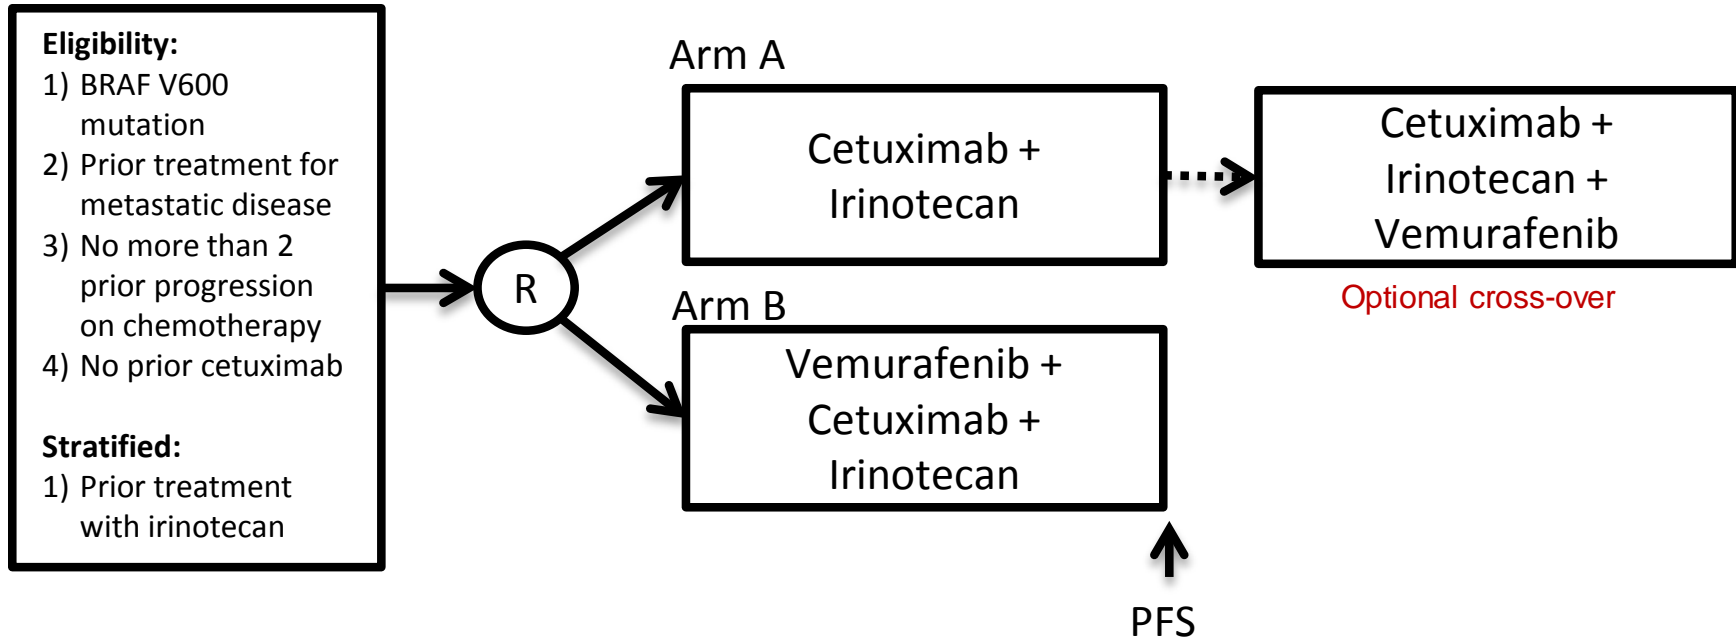 Eligibility:
1) BRAF V600
mutation
2) Prior treatment for
metastatic disease
3) No more than 2
prior progression
on chemotherapy
4) No prior cetuximab
Stratified:
1) Prior treatment
with irinotecan
R
Arm A
Cetuximab +
Irinotecan
Cetuximab +
Irinotecan +
Vemurafenib
Optional cross-over
Arm B
Vemurafenib +
Cetuximab +
Irinotecan
PFS